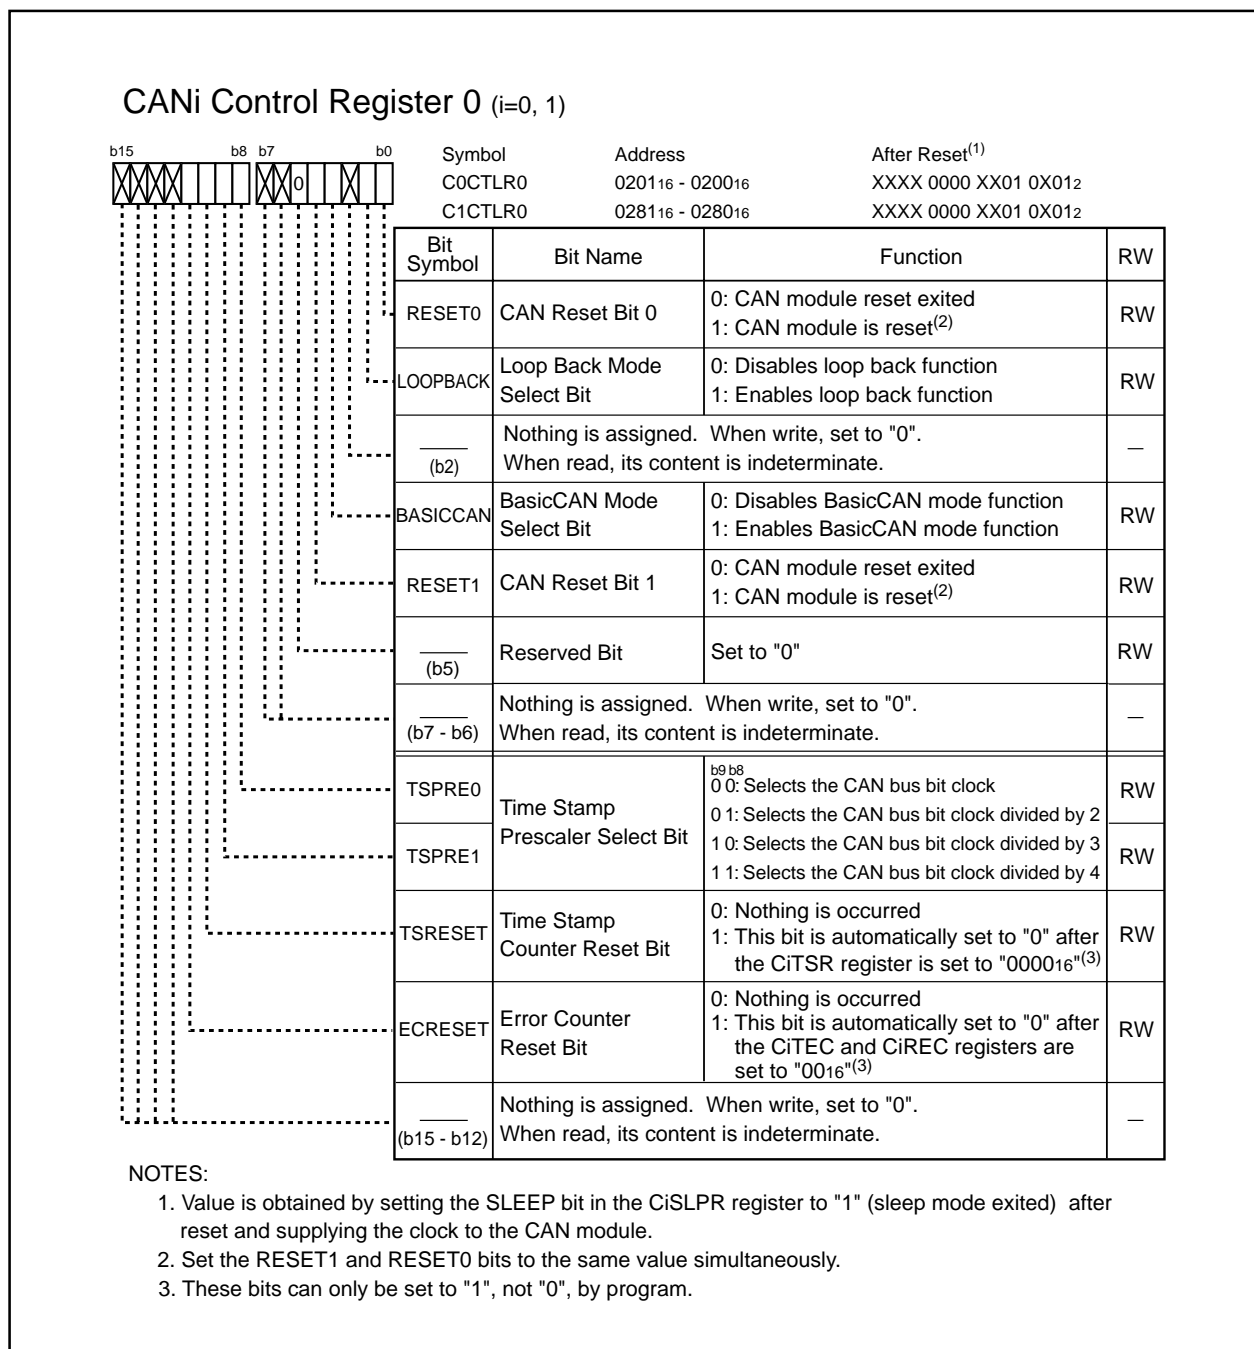 CANi Control Register 0 (i=0, 1)
b15 b8 b7 b0
0
Symbol Address After Reset(1)
C0CTLR0 020116 - 020016 XXXX 0000 XX01 0X012
C1CTLR0 028116 - 028016 XXXX 0000 XX01 0X012
Bit Symbol Bit Name Function RW
RESET0 CAN Reset Bit 0 0: CAN module reset exited
1: CAN module is reset(2) RW
LOOPBACK Loop Back Mode Select Bit 0: Disables loop back function
1: Enables loop back function RW
(b2) Nothing is assigned. When write, set to "0".
When read, its content is indeterminate. —
BASICCAN BasicCAN Mode Select Bit 0: Disables BasicCAN mode function
1: Enables BasicCAN mode function RW
RESET1 CAN Reset Bit 1 0: CAN module reset exited
1: CAN module is reset(2) RW
(b5) Reserved Bit Set to "0" RW
(b7 - b6) Nothing is assigned. When write, set to "0".
When read, its content is indeterminate. —
TSPRE0 RW
TSPRE1 RW
Time Stamp Prescaler Select Bit
b9 b8
0 0: Selects the CAN bus bit clock
0 1: Selects the CAN bus bit clock divided by 2
1 0: Selects the CAN bus bit clock divided by 3
1 1: Selects the CAN bus bit clock divided by 4
TSRESET Time Stamp Counter Reset Bit 0: Nothing is occurred
1: This bit is automatically set to "0" after
the CiTSR register is set to "000016"(3) RW
ECRESET Error Counter Reset Bit 0: Nothing is occurred
1: This bit is automatically set to "0" after
the CiTEC and CiREC registers are
set to "0016"(3) RW
(b15 - b12) Nothing is assigned. When write, set to "0".
When read, its content is indeterminate. —
NOTES:
1. Value is obtained by setting the SLEEP bit in the CiSLPR register to "1" (sleep mode exited) after
reset and supplying the clock to the CAN module.
2. Set the RESET1 and RESET0 bits to the same value simultaneously.
3. These bits can only be set to "1", not "0", by program.